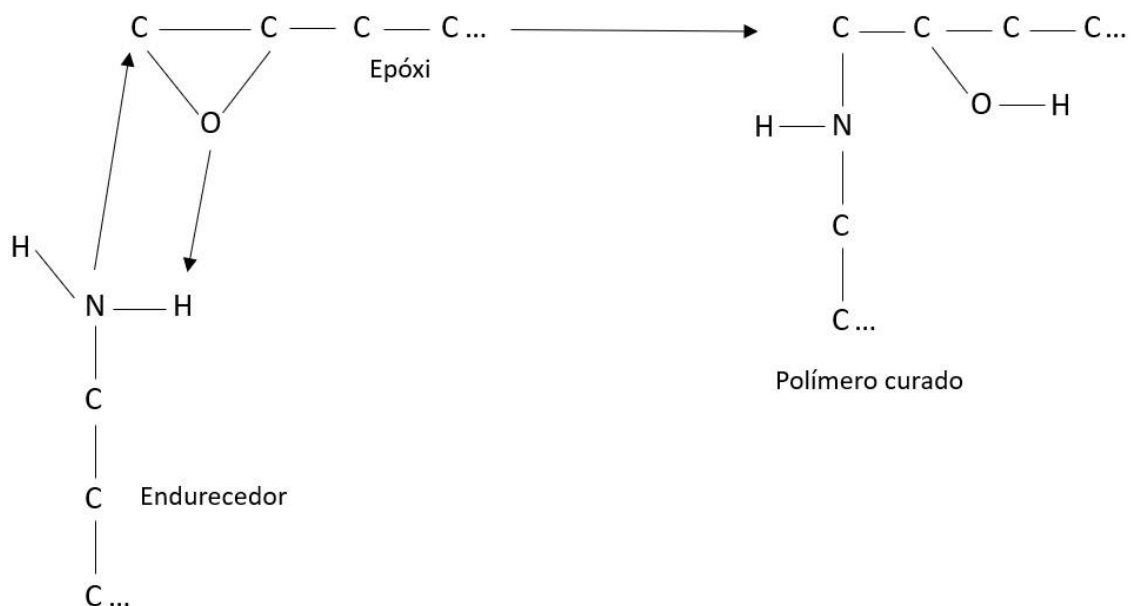 C C C C...
C C C C...
Epóxi
O
O H
H N
C
H
N H
C...
C
Polímero curado
C Endurecedor
C...